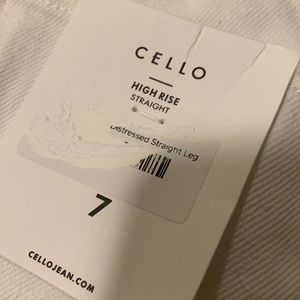 CELLO
HIGH RISE
STRAIGHT
Distressed Straight Leg
7
CELLOJEAN.COM